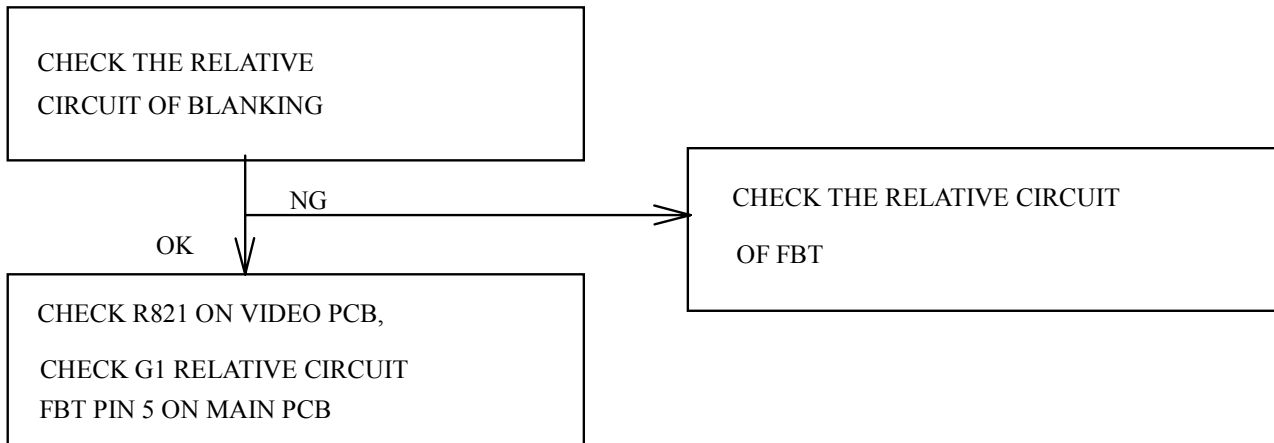 CHECK THE RELATIVE
CIRCUIT OF BLANKING
NG
CHECK THE RELATIVE CIRCUIT
OF FBT
OK
CHECK R821 ON VIDEO PCB,
CHECK G1 RELATIVE CIRCUIT
FBT PIN 5 ON MAIN PCB